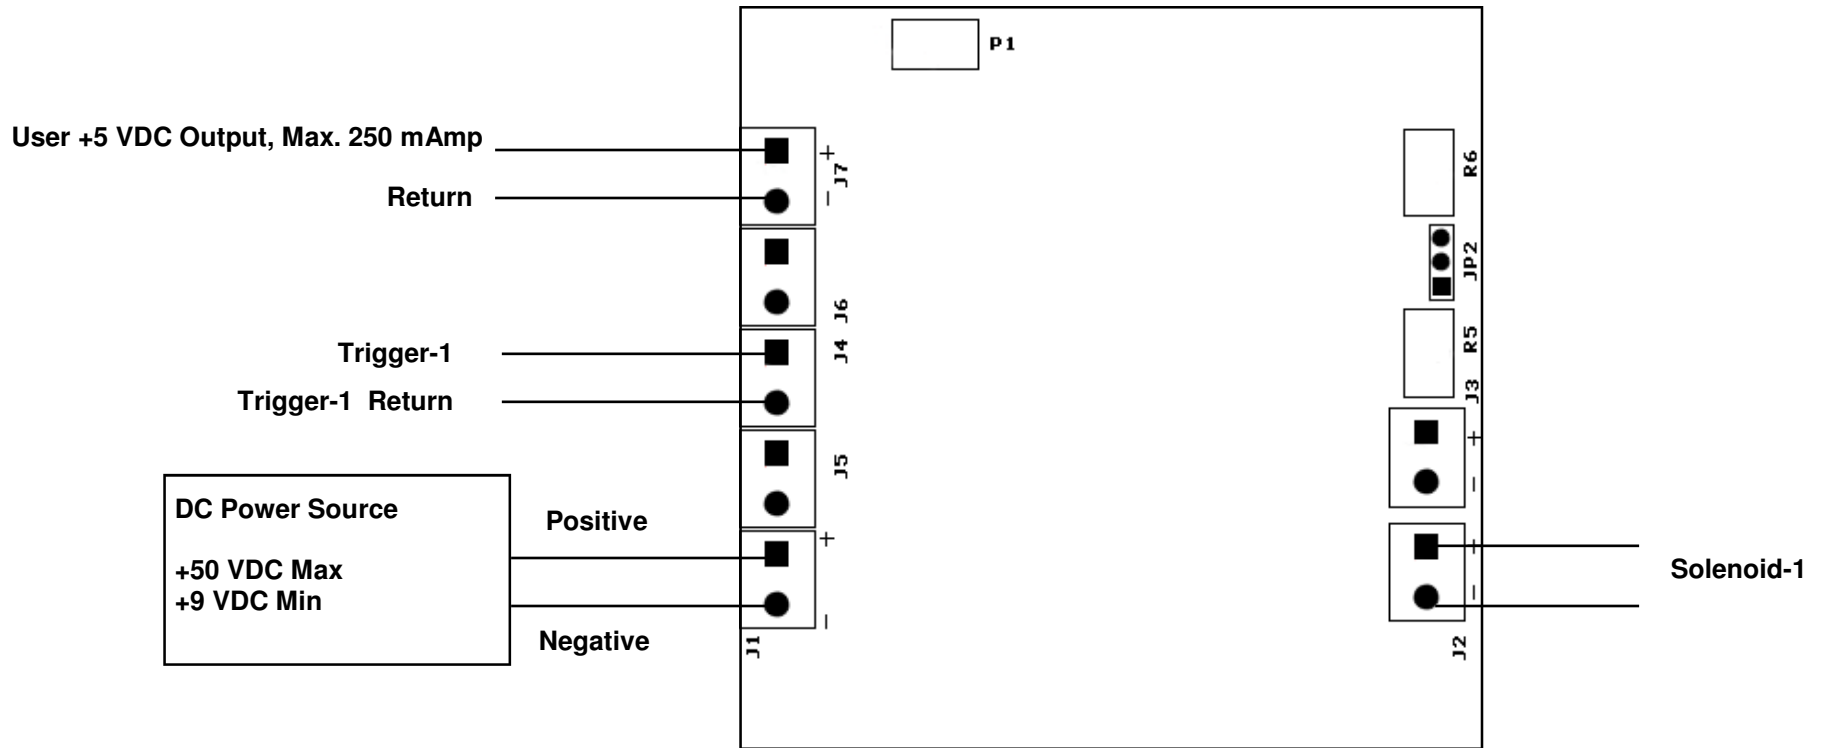 P1
User +5 VDC Output, Max. 250 mAmp
+
J7
Return
−
R6
JP2
J6
Trigger-1
J4
R5
Trigger-1 Return
J3
+
J5
−
DC Power Source
Positive
+
+
+50 VDC Max
Solenoid-1
+9 VDC Min
−
−
Negative
J1
J2